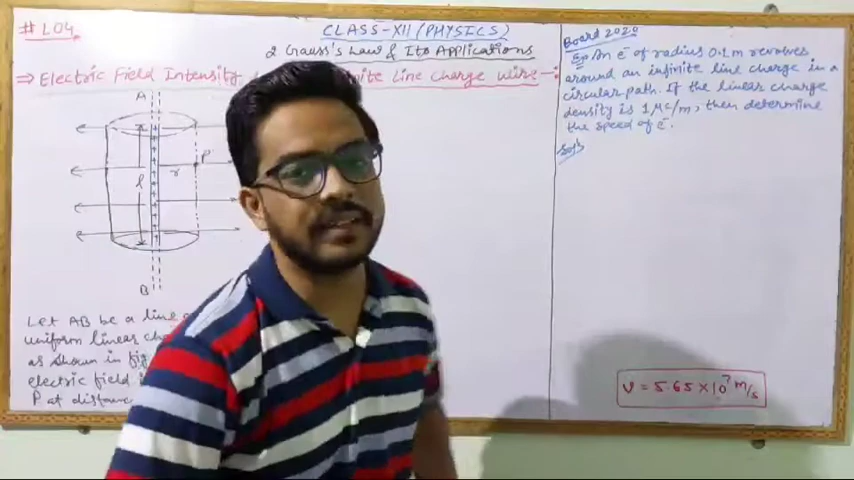 # L04
CLASS-XII (PHYSICS)
2 GAUSS'S LAW & ITS APPLICATIONS
⇒ ELECTRIC FIELD INTENSITY LINE CHARGE WIRE -:
A
P
r
l
B
LET AB be a line
uniform linear
as shown in fig
electric field
P at distance
Board 2020
Ex: An e⁻ of radius 0.1m revolves
around an infinite line charge in a
circular path. If the linear charge
density is 1 μc/m, then determine
the speed of e⁻.
Sol:
v = 5.65 × 10⁷ m/s